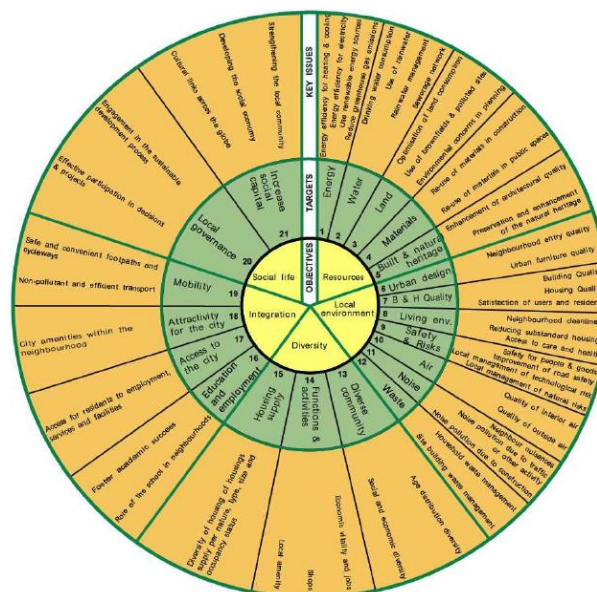 KEY ISSUES
TARGETS
OBJECTIVES
Resources
Local
environment
Diversity
Integration
Social life
1
Energy
2
Water
3
Land
4
Materials
5
Built & natural
heritage
6
Urban design
7
B & H Quality
8
Living env.
9
Safety
& Risks
10
Air
11
Noise
12
Waste
13
Diverse
community
14
Functions &
activities
15
Housing
supply
16
Education
and
employment
17
Access to
the city
18
Attractivity
for the city
19
Mobility
20
Local
governance
21
Increase
social
capital
Energy efficiency for heating & cooling
Energy efficiency for electricity
Use renewable energy sources
Reduce greenhouse gas emissions
Drinking water consumption
Use of rainwater
Rainwater management
Sewerage network
Optimisation of land consumption
Use of brownfields & polluted sites
Environmental concerns in planning
Re-use of materials in construction
Re-use of materials in public spaces
Enhancement of architectural quality
Preservation and enhancement
of the natural heritage
Neighbourhood entry quality
Urban furniture quality
Building Quality
Housing Quality
Satisfaction of users and
Neighbourhood
Reducing substandard housing
Access to care and health
Safety for people & goods
Improvement of road safety
Local management of technological risks
Local management of natural risks
Quality of interior air
Quality of outside air
Neighbour nuisances
Noise pollution due to traffic
or other activity
Noise pollution due to construction
Household waste management
Site building waste management
Age distribution diversity
Social and economic diversity
Economic vitality and jobs
Shops
Local amenity
Diversity of housing of housings
supply per nature, type, size and
occupancy status
Role of the school in neigbourhoods
Foster academic success
Access for residents to employment,
services and facilities
City amenities within the
neighbourhood
Non-pollutant and efficient transport
Safe and convenient footpaths and
cycleways
Effective participation in decisions
& projects
Engagement in the sustainable
development process
Cultural links across the globe
Developing the social economy
Strengthening the local community